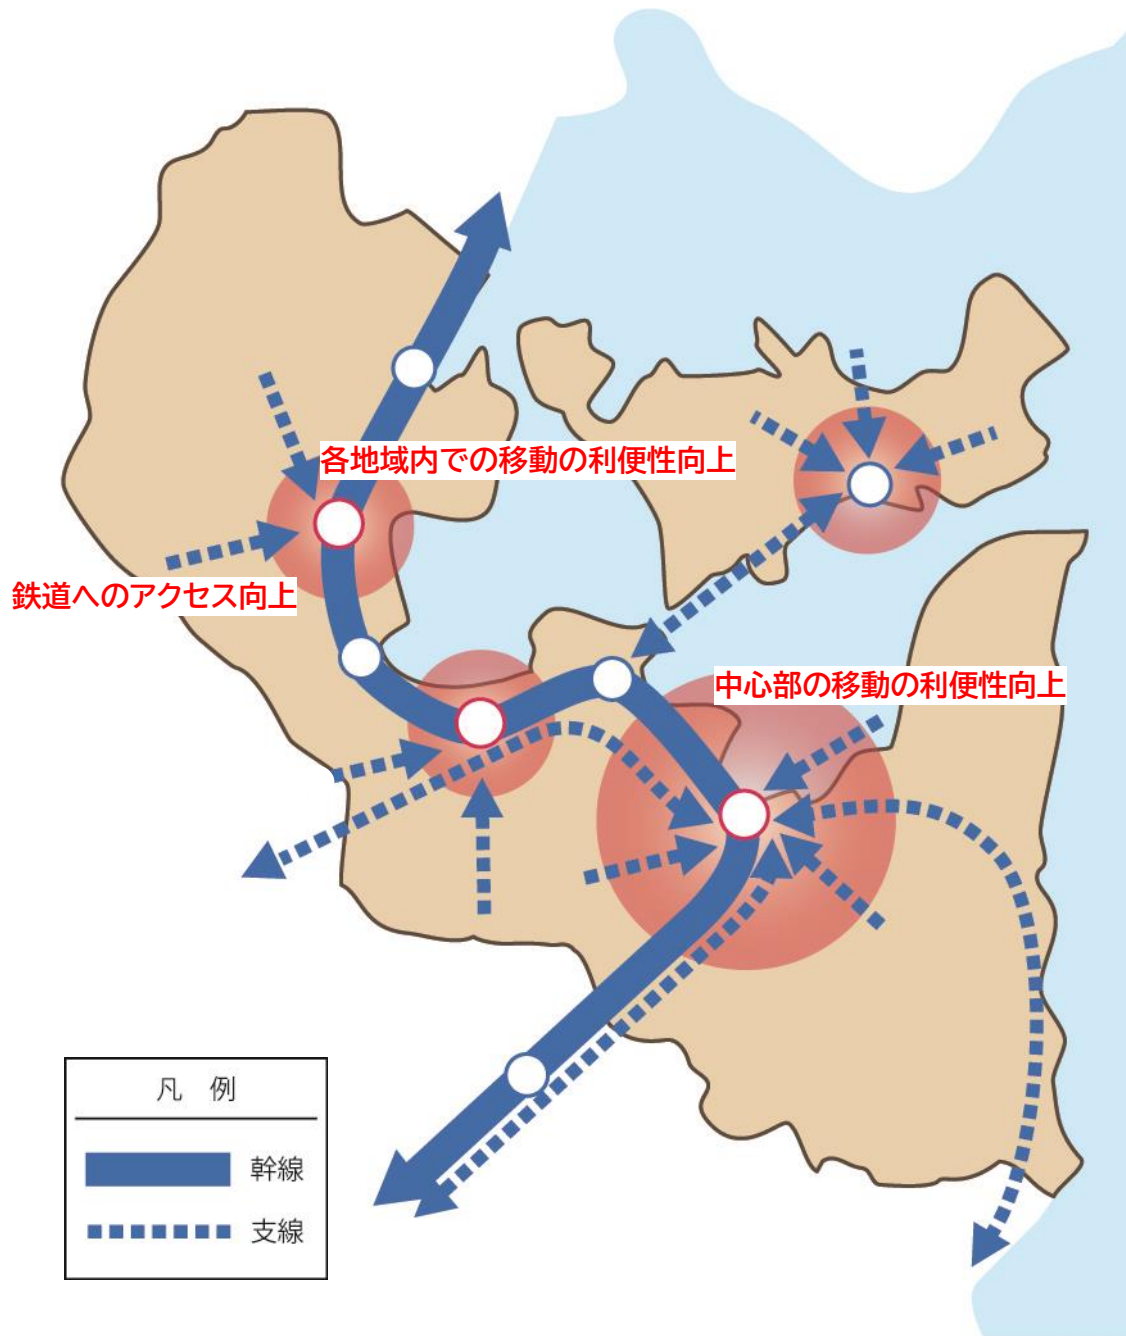 各地域内での移動の利便性向上
鉄道へのアクセス向上
中心部の移動の利便性向上
凡 例
幹線
支線